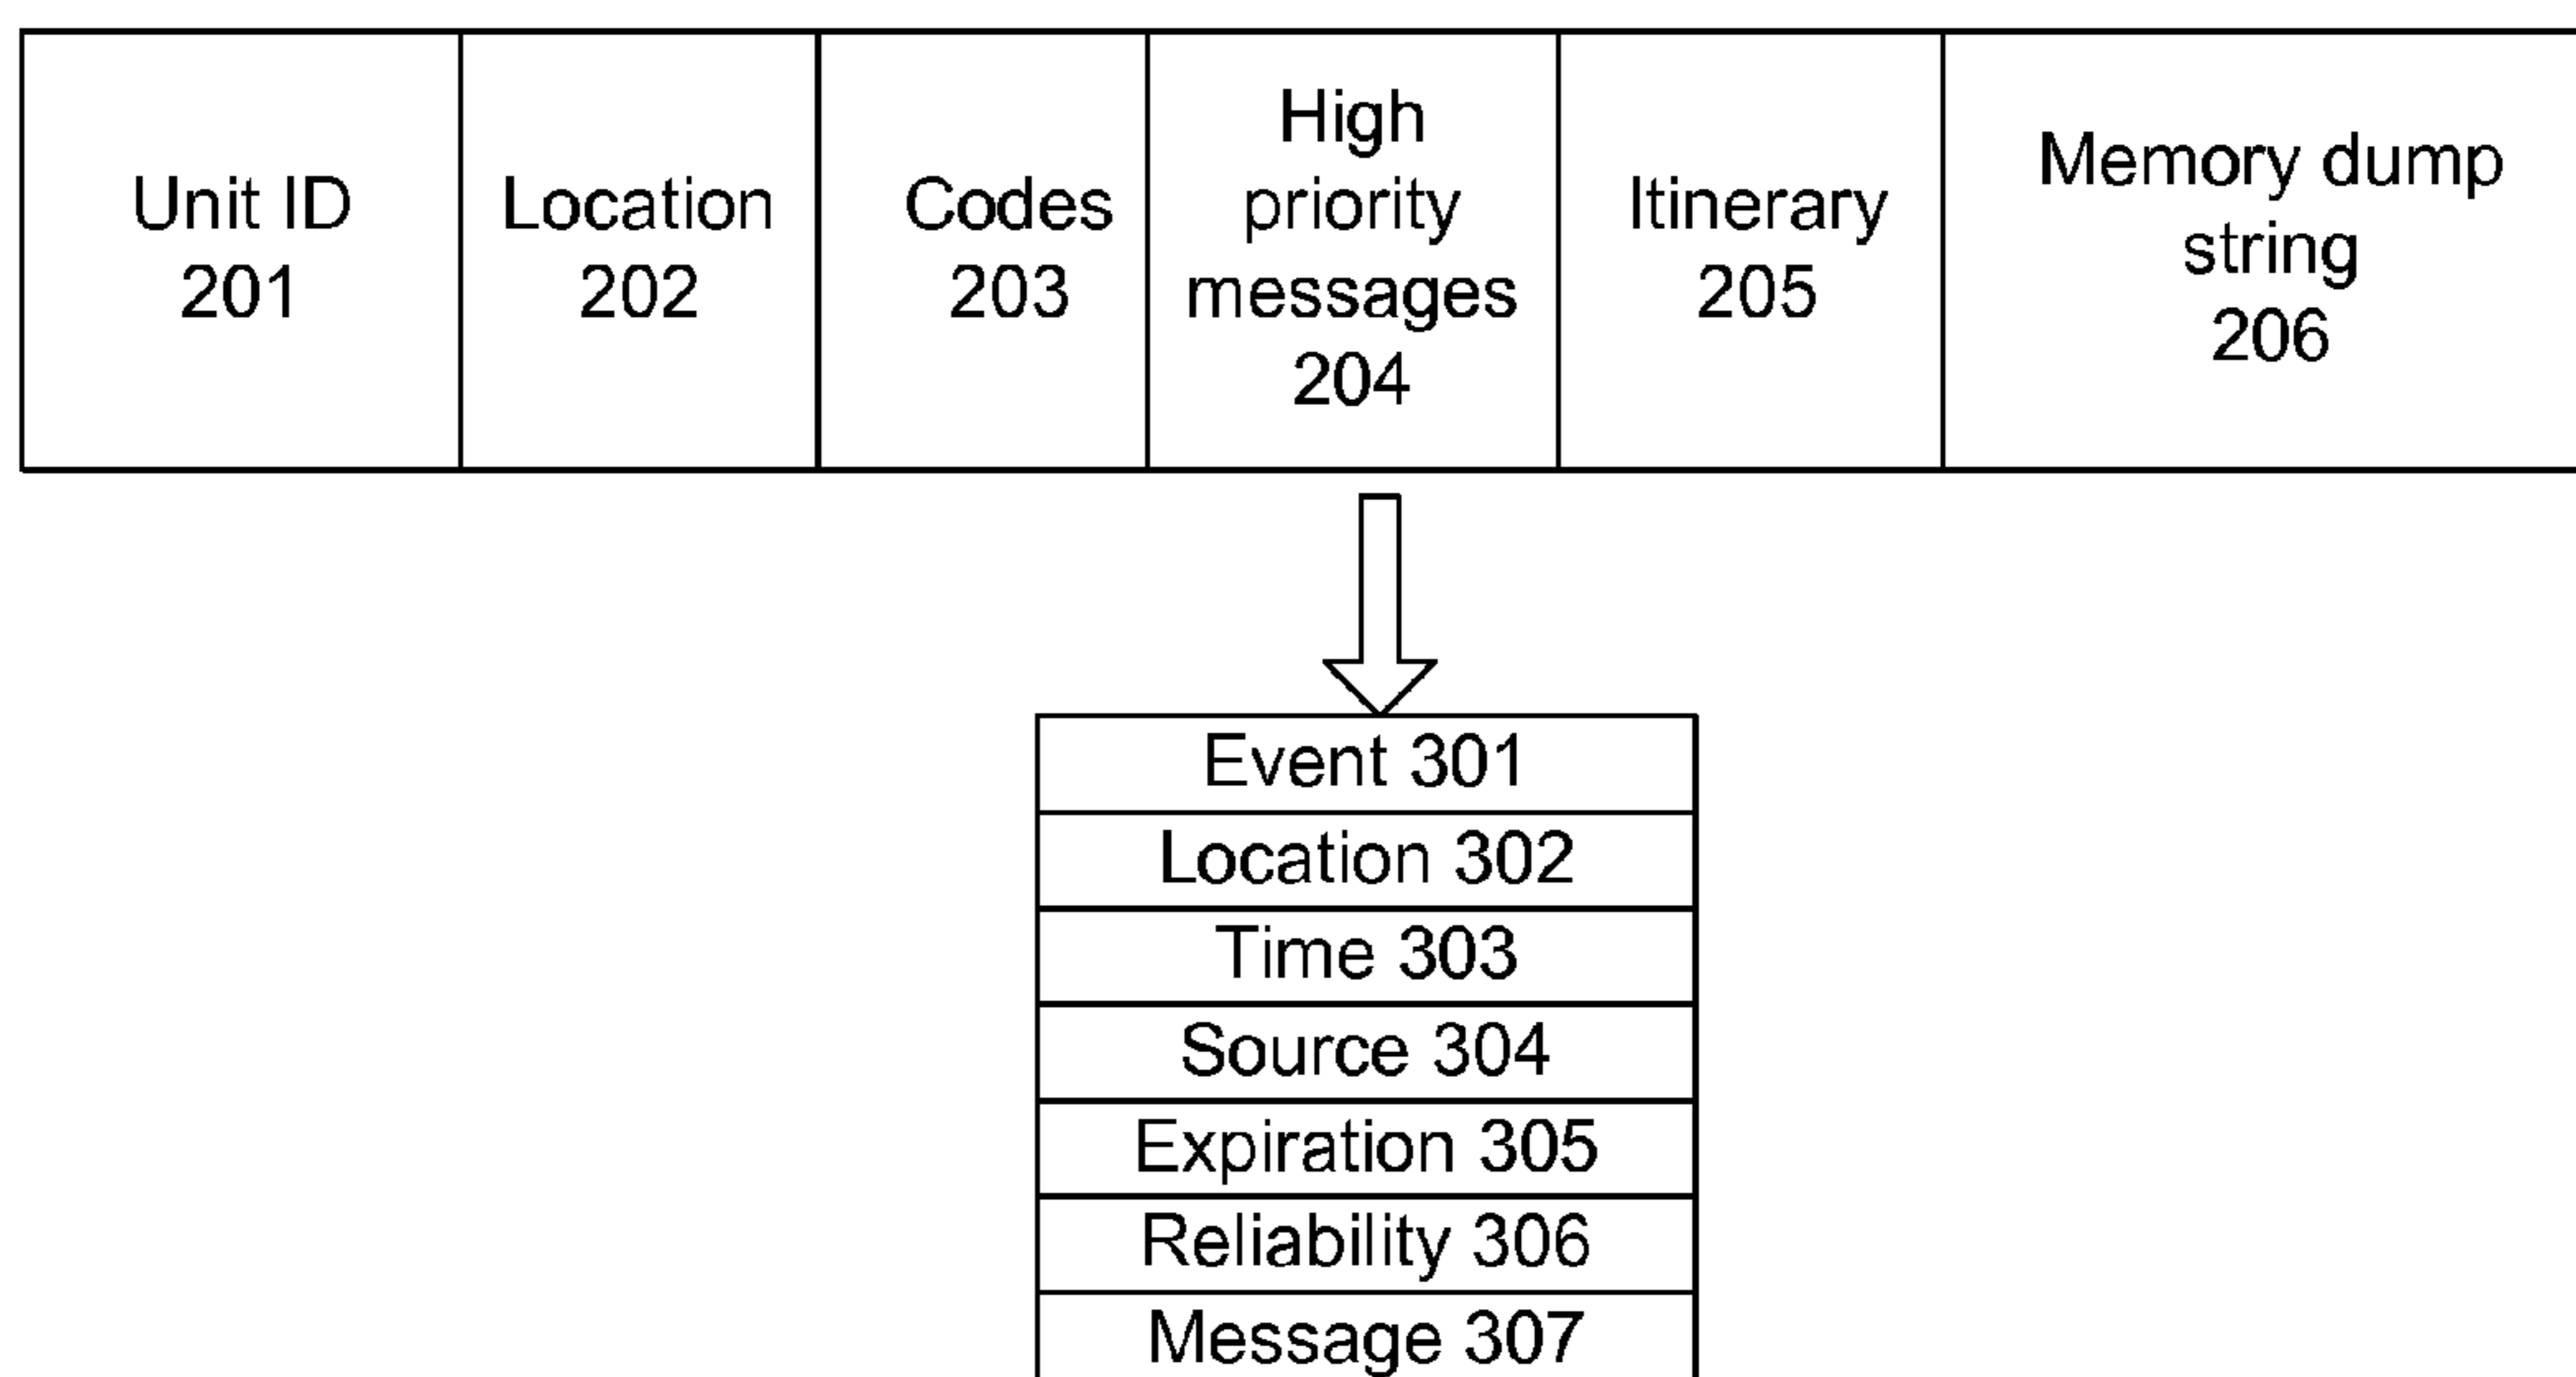 Unit ID
201
Location
202
Codes
203
High
priority
messages
204
Itinerary
205
Memory dump
string
206
Event 301
Location 302
Time 303
Source 304
Expiration 305
Reliability 306
Message 307